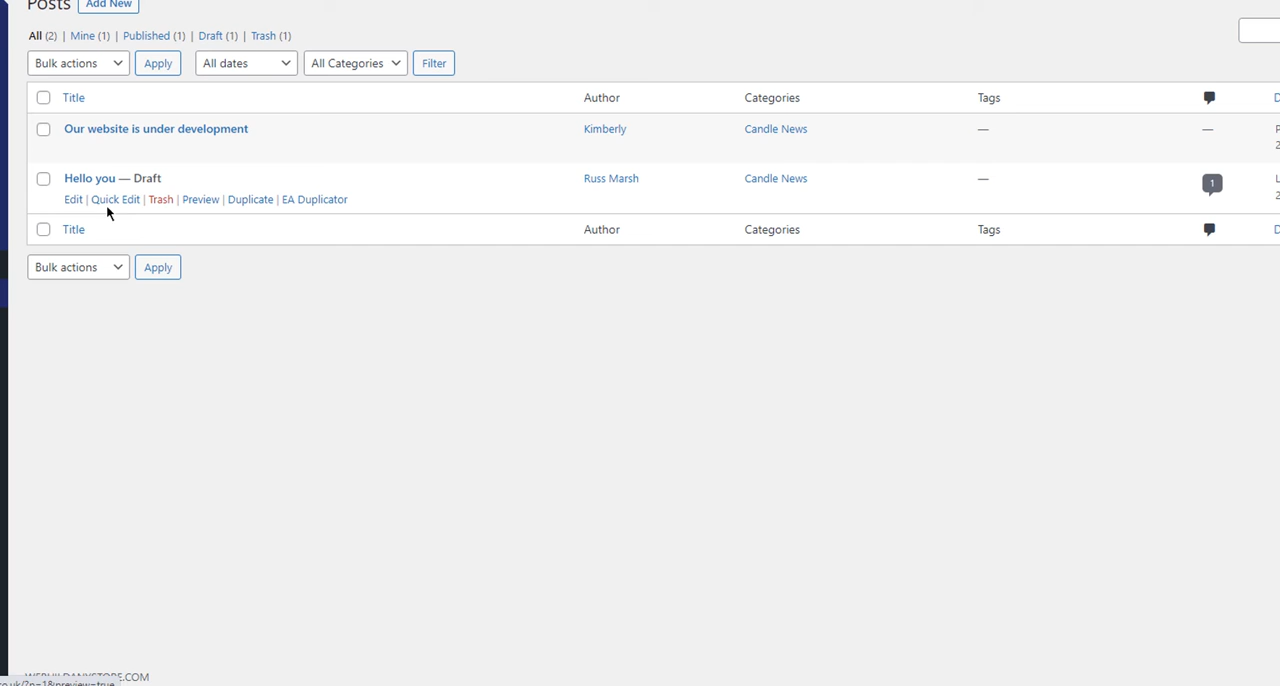 Posts Add New
All (2) | Mine (1) | Published (1) | Draft (1) | Trash (1)
Bulk actions Apply All dates All Categories Filter
Title Author Categories Tags
Our website is under development Kimberly Candle News — —
Hello you — Draft Russ Marsh Candle News — 1
Edit | Quick Edit | Trash | Preview | Duplicate | EA Duplicator
Title Author Categories Tags
Bulk actions Apply